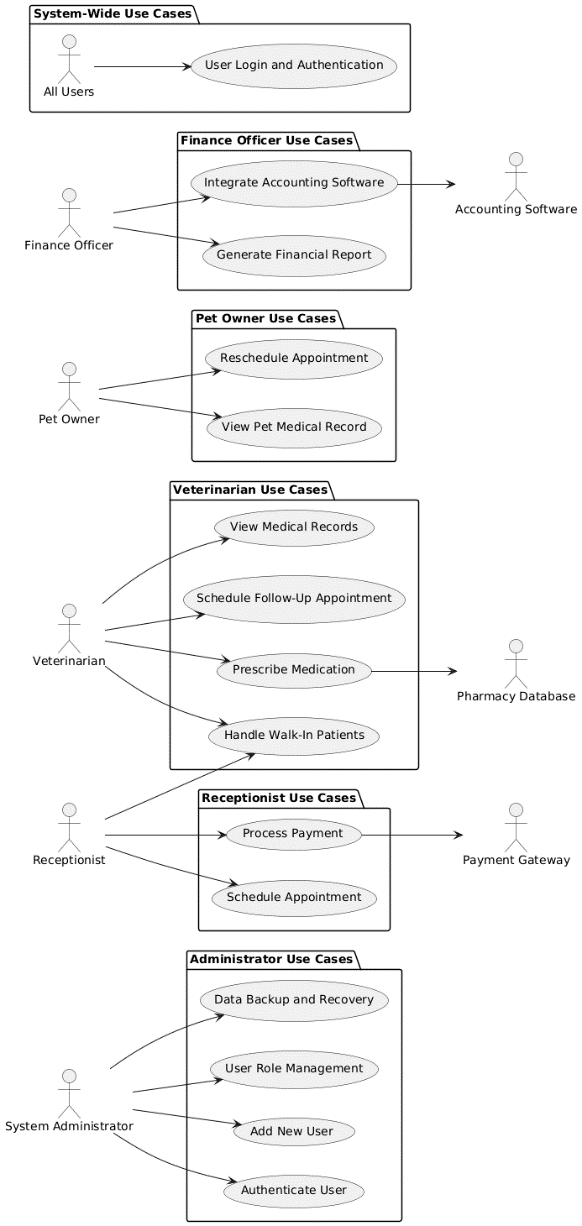 System-Wide Use Cases
User Login and Authentication
All Users
Finance Officer Use Cases
Integrate Accounting Software
Accounting Software
Finance Officer
Generate Financial Report
Pet Owner Use Cases
Reschedule Appointment
Pet Owner
View Pet Medical Record
Veterinarian Use Cases
View Medical Records
Schedule Follow-Up Appointment
Veterinarian
Prescribe Medication
Pharmacy Database
Handle Walk-In Patients
Receptionist Use Cases
Process Payment
Receptionist
Payment Gateway
Schedule Appointment
Administrator Use Cases
Data Backup and Recovery
User Role Management
System Administrator
Add New User
Authenticate User